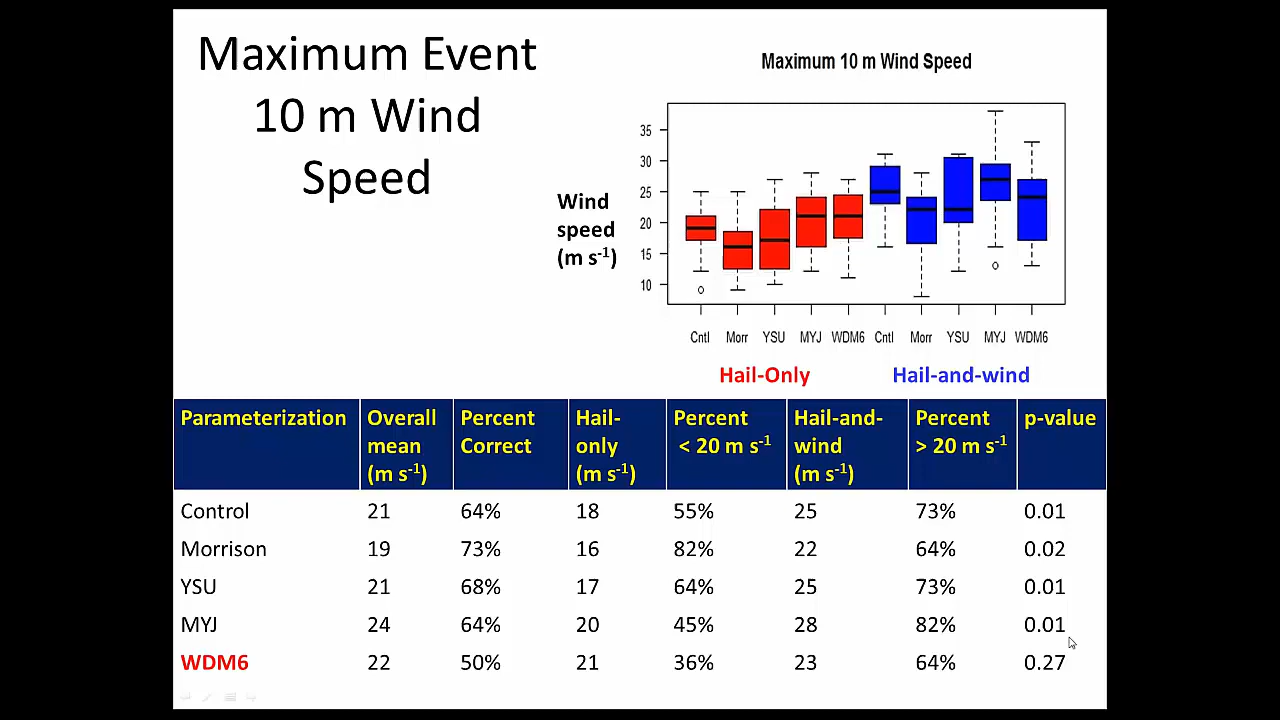 Maximum Event
10 m Wind
Speed
Maximum 10 m Wind Speed
Wind
speed
(m s⁻¹)
35
30
25
20
15
10
Cntl Morr YSU MYJ WDM6 Cntl Morr YSU MYJ WDM6
Hail-Only Hail-and-wind
Parameterization
Overall
mean
(m s⁻¹)
Percent
Correct
Hail-
only
(m s⁻¹)
Percent
< 20 m s⁻¹
Hail-and-
wind
(m s⁻¹)
Percent
> 20 m s⁻¹
p-value
Control 21 64% 18 55% 25 73% 0.01
Morrison 19 73% 16 82% 22 64% 0.02
YSU 21 68% 17 64% 25 73% 0.01
MYJ 24 64% 20 45% 28 82% 0.01
WDM6 22 50% 21 36% 23 64% 0.27